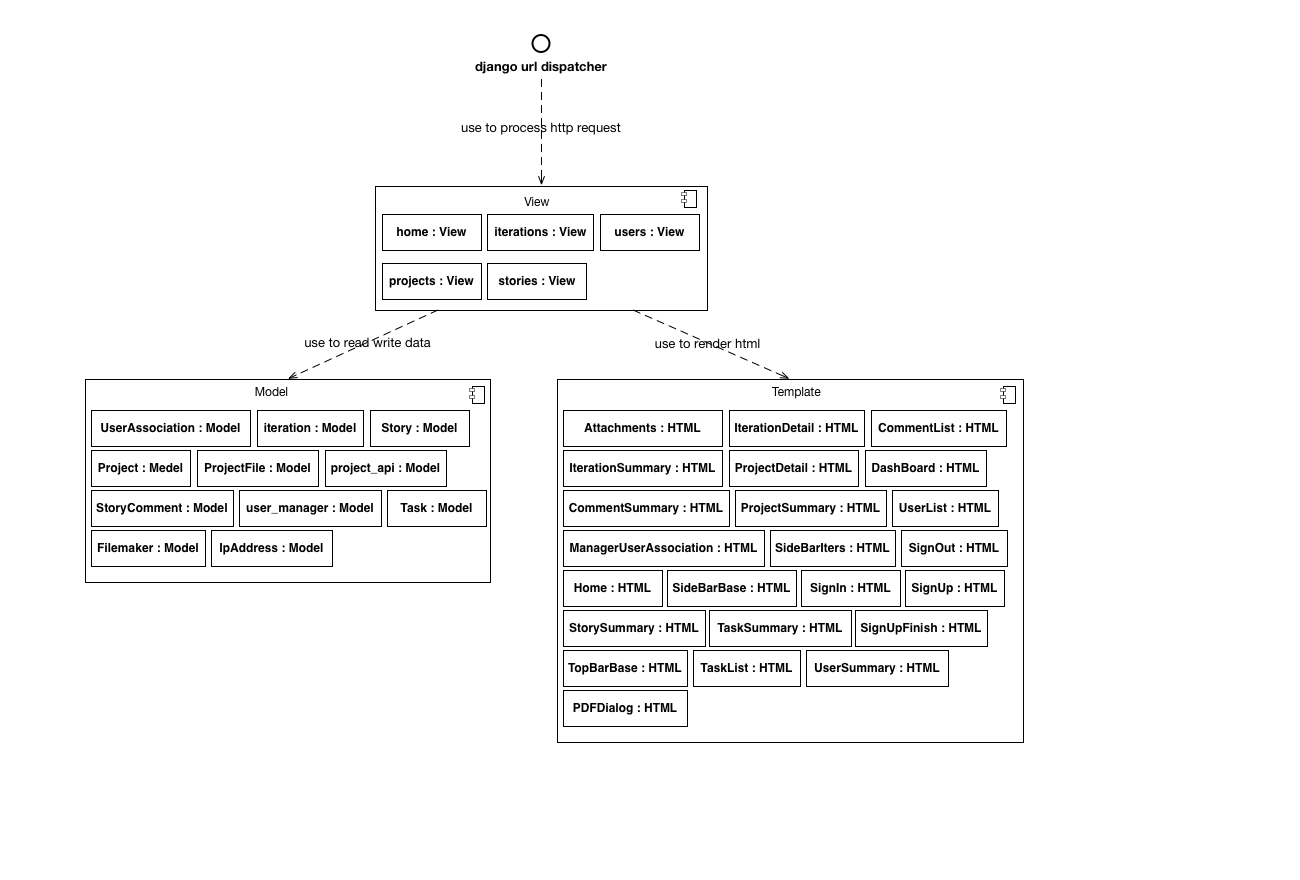 django url dispatcher
use to process http request
View
home : View
iterations : View
users : View
projects : View
stories : View
use to read write data
use to render html
Model
UserAssociation : Model
iteration : Model
Story : Model
Project : Medel
ProjectFile : Model
project_api : Model
StoryComment : Model
user_manager : Model
Task : Model
Filemaker : Model
IpAddress : Model
Template
Attachments : HTML
IterationDetail : HTML
CommentList : HTML
IterationSummary : HTML
ProjectDetail : HTML
DashBoard : HTML
CommentSummary : HTML
ProjectSummary : HTML
UserList : HTML
ManagerUserAssociation : HTML
SideBarIters : HTML
SignOut : HTML
Home : HTML
SideBarBase : HTML
SignIn : HTML
SignUp : HTML
StorySummary : HTML
TaskSummary : HTML
SignUpFinish : HTML
TopBarBase : HTML
TaskList : HTML
UserSummary : HTML
PDFDialog : HTML